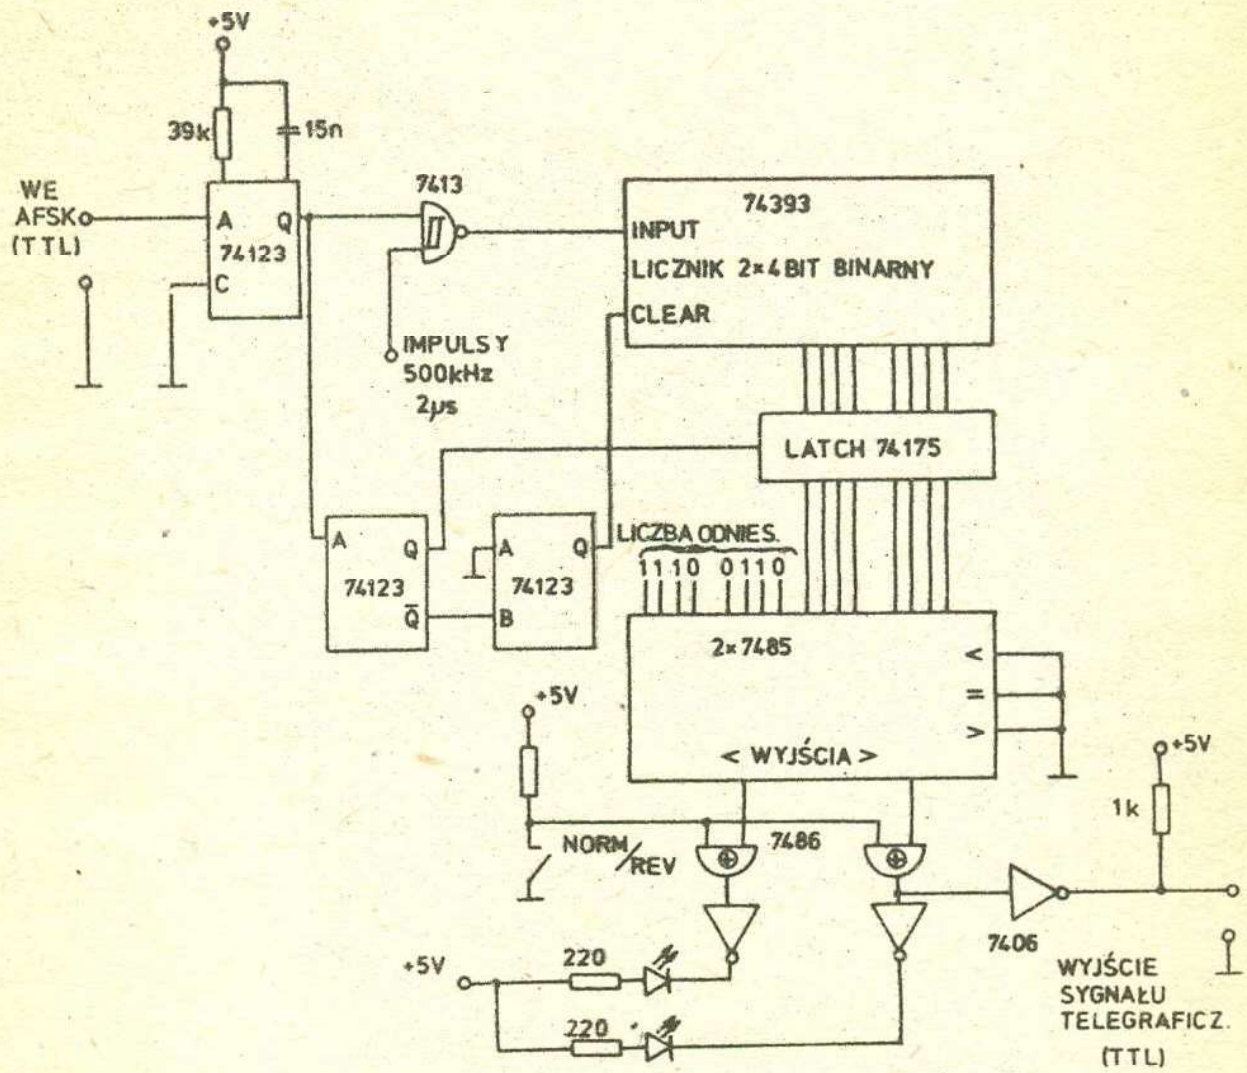 +5V
39k
15n
WE
AFSK
(TTL)
A
Q
74123
C
7413
IMPULSY
500kHz
2µs
74393
INPUT
LICZNIK 2×4 BIT BINARNY
CLEAR
LATCH 74175
A
Q
74123
Q̅
A
Q
74123
B
LICZBA ODNIES.
1110 0110
2×7485
<
=
>
< WYJŚCIA >
+5V
NORM/REV
7486
+5V
1k
7406
+5V
220
220
WYJŚCIE
SYGNAŁU
TELEGRAFICZ.
(TTL)